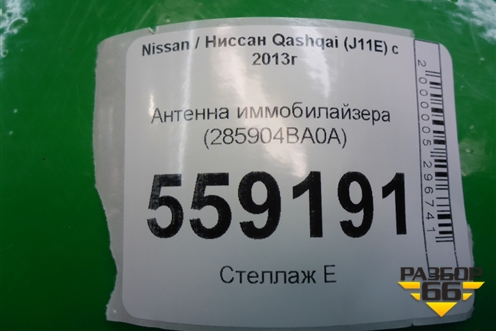 Nissan / Ниссан Qashqai (J11E) с
2013г
Антенна иммобилайзера
(285904BA0A)
559191
Стеллаж Е
2000005296741
РАЗБОР
66